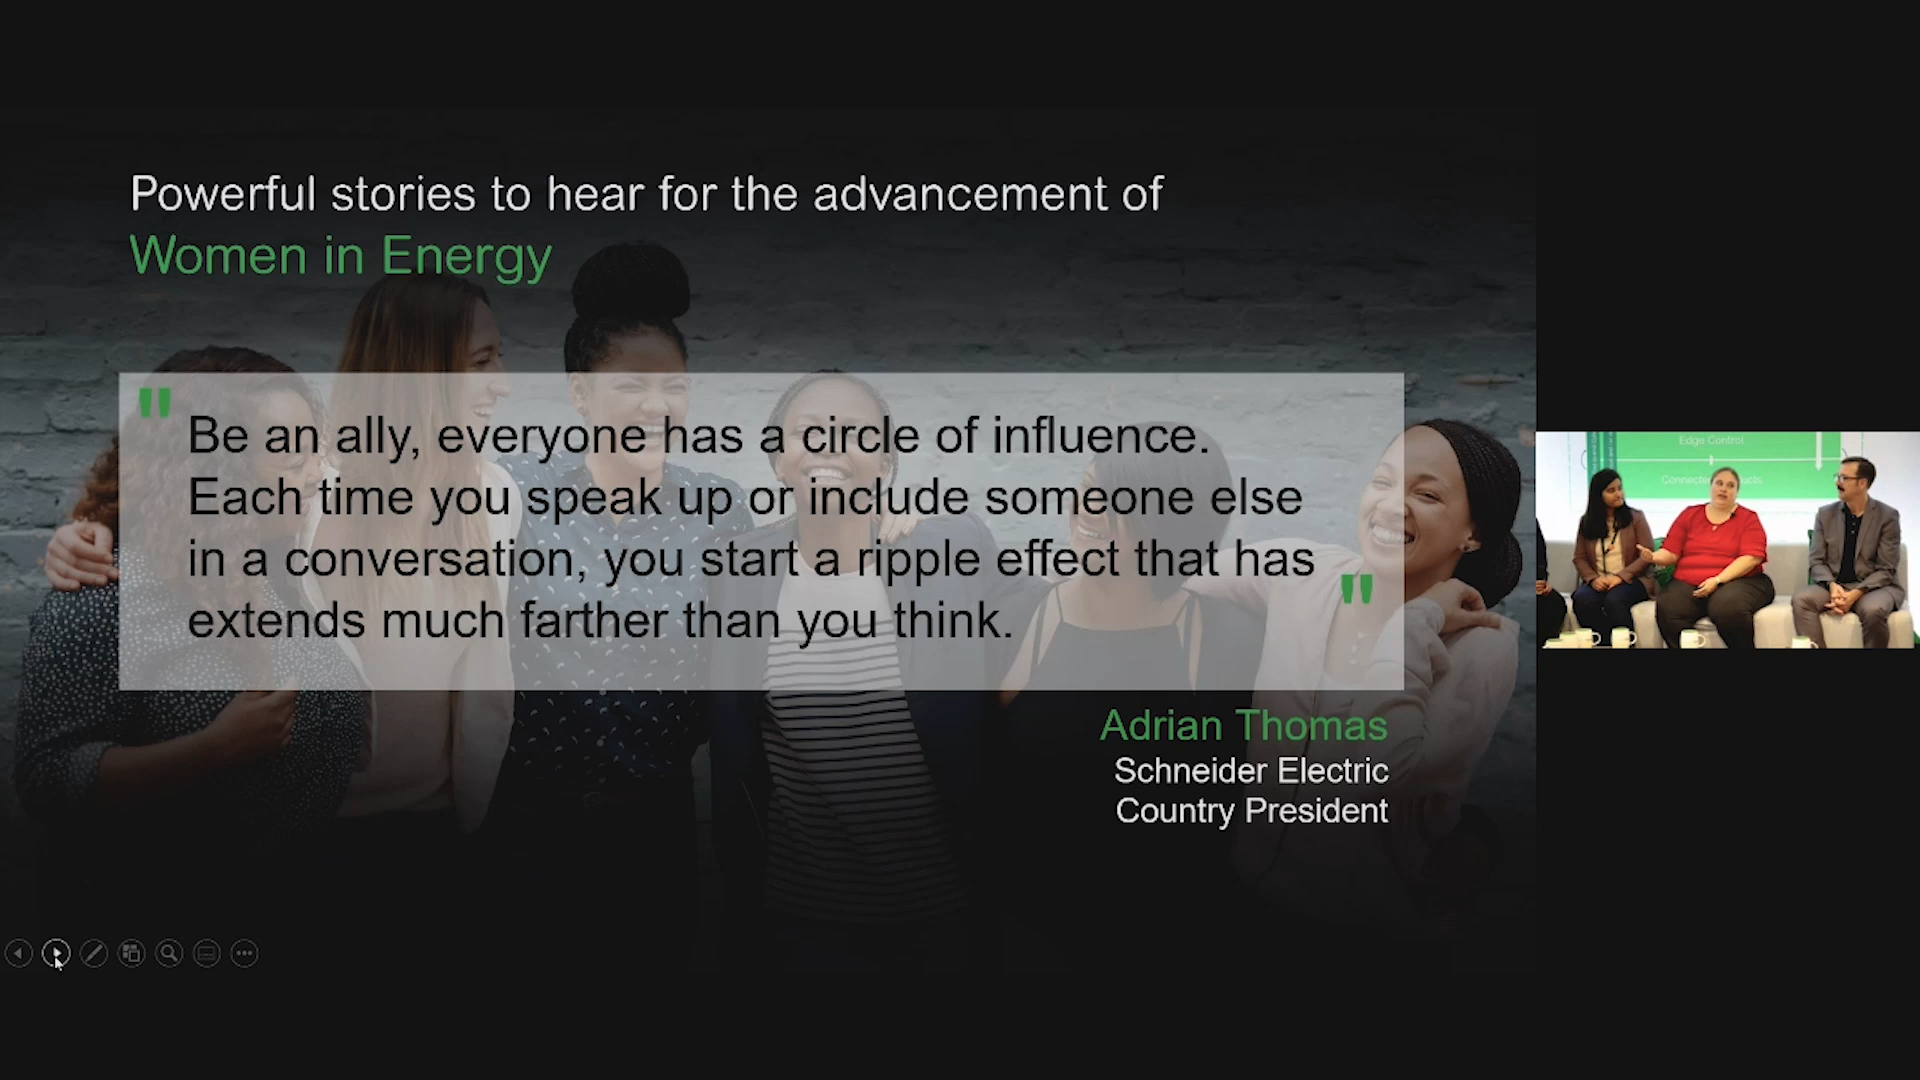 Powerful stories to hear for the advancement of
Women in Energy
"Be an ally, everyone has a circle of influence.
Each time you speak up or include someone else
in a conversation, you start a ripple effect that has
extends much farther than you think."
Adrian Thomas
Schneider Electric
Country President
Edge Control